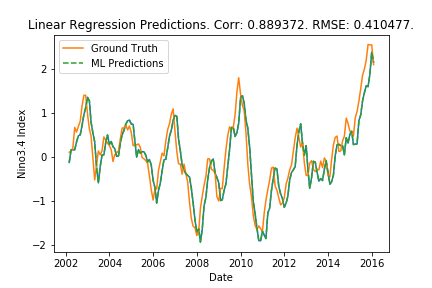 Linear Regression Predictions. Corr: 0.889372. RMSE: 0.410477.
Ground Truth
ML Predictions
Nino3.4 Index
2
1
0
−1
−2
2002 2004 2006 2008 2010 2012 2014 2016
Date